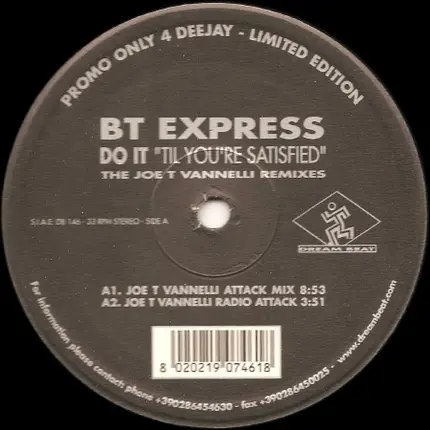 PROMO ONLY 4 DEEJAY - LIMITED EDITION
BT EXPRESS
DO IT "TIL YOU'RE SATISFIED"
THE JOE T VANNELLI REMIXES
S.I.A.E. DB 146 - 33 RPM STEREO - SIDE A
DREAM BEAT
A1. JOE T VANNELLI ATTACK MIX 8:53
A2. JOE T VANNELLI RADIO ATTACK 3:51
8 020219 074618
For information please contact: phone +390286454630 - fax +390286450025 - www.dreambeat.com